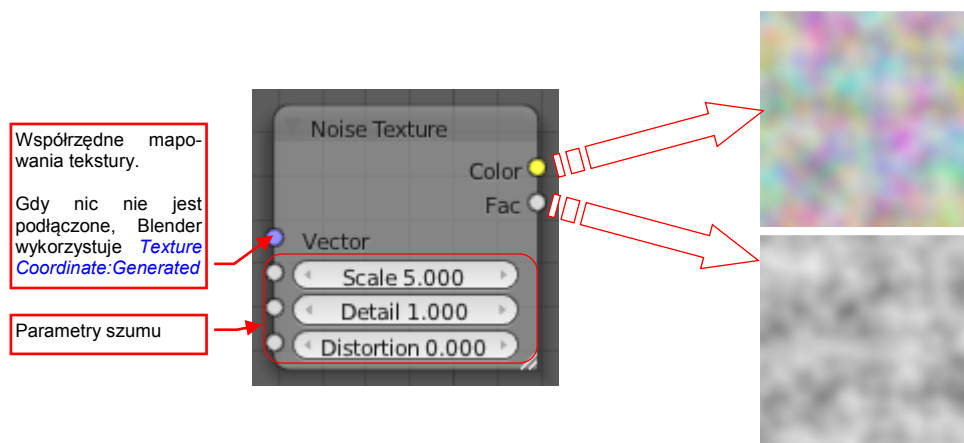 Współrzędne mapo-
wania tekstury.
Gdy nic nie jest
podłączone, Blender
wykorzystuje Texture
Coordinate:Generated
Parametry szumu
Noise Texture
Color
Fac
Vector
Scale 5.000
Detail 1.000
Distortion 0.000